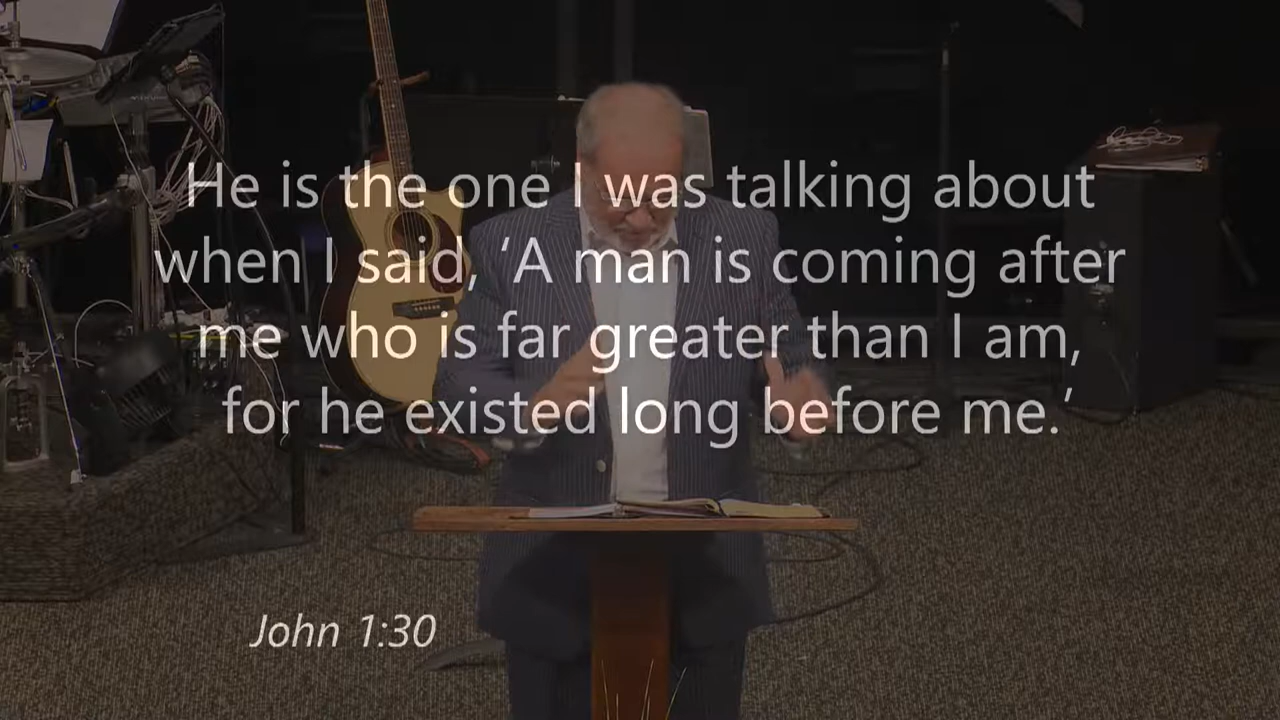 He is the one I was talking about
when I said, ‘A man is coming after
me who is far greater than I am,
for he existed long before me.’
John 1:30